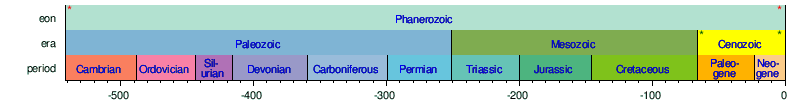 eon * Phanerozoic *
era Paleozoic Mesozoic * Cenozoic *
period Cambrian Ordovician Sil-
urian Devonian Carboniferous Permian Triassic Jurassic Cretaceous Paleo-
gene Neo-
gene
-500 -400 -300 -200 -100 0